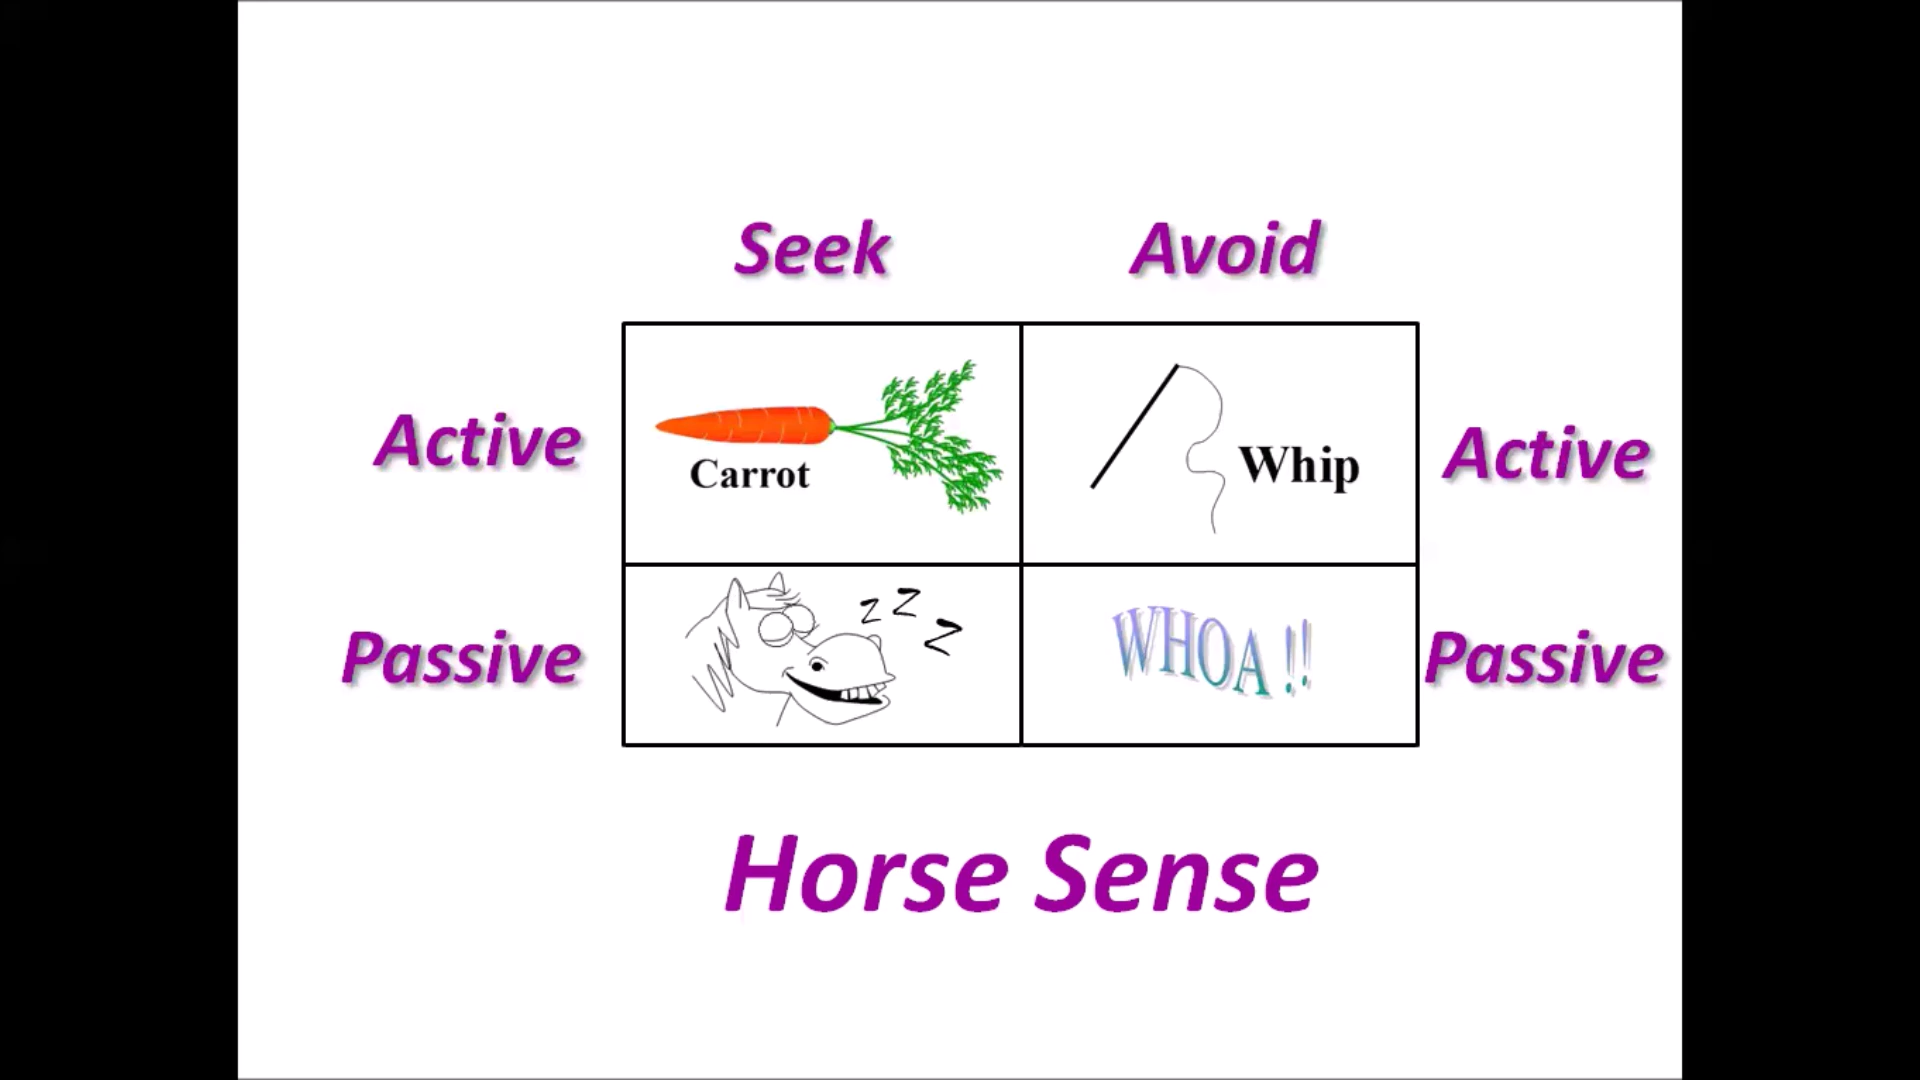 Seek Avoid
Active Carrot Whip Active
z z z
Passive WHOA !! Passive
Horse Sense